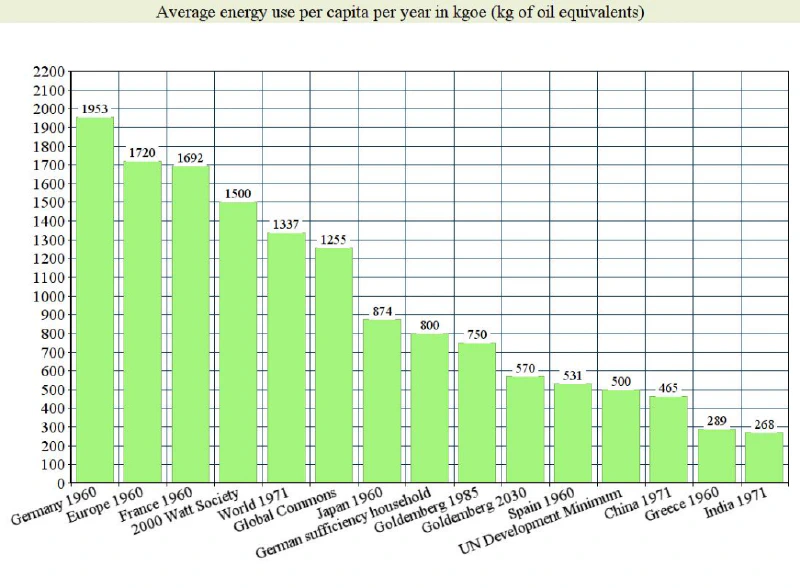 Average energy use per capita per year in kgoe (kg of oil equivalents)
2200
2100
2000
1900
1800
1700
1600
1500
1400
1300
1200
1100
1000
900
800
700
600
500
400
300
200
100
0
1953
1720
1692
1500
1337
1255
874
800
750
570
531
500
465
289
268
Germany 1960
Europe 1960
France 1960
2000 Watt Society
World 1971
Global Commons
Japan 1960
German sufficiency household
Goldemberg 1985
Goldemberg 2030
Spain 1960
UN Development Minimum
China 1971
Greece 1960
India 1971